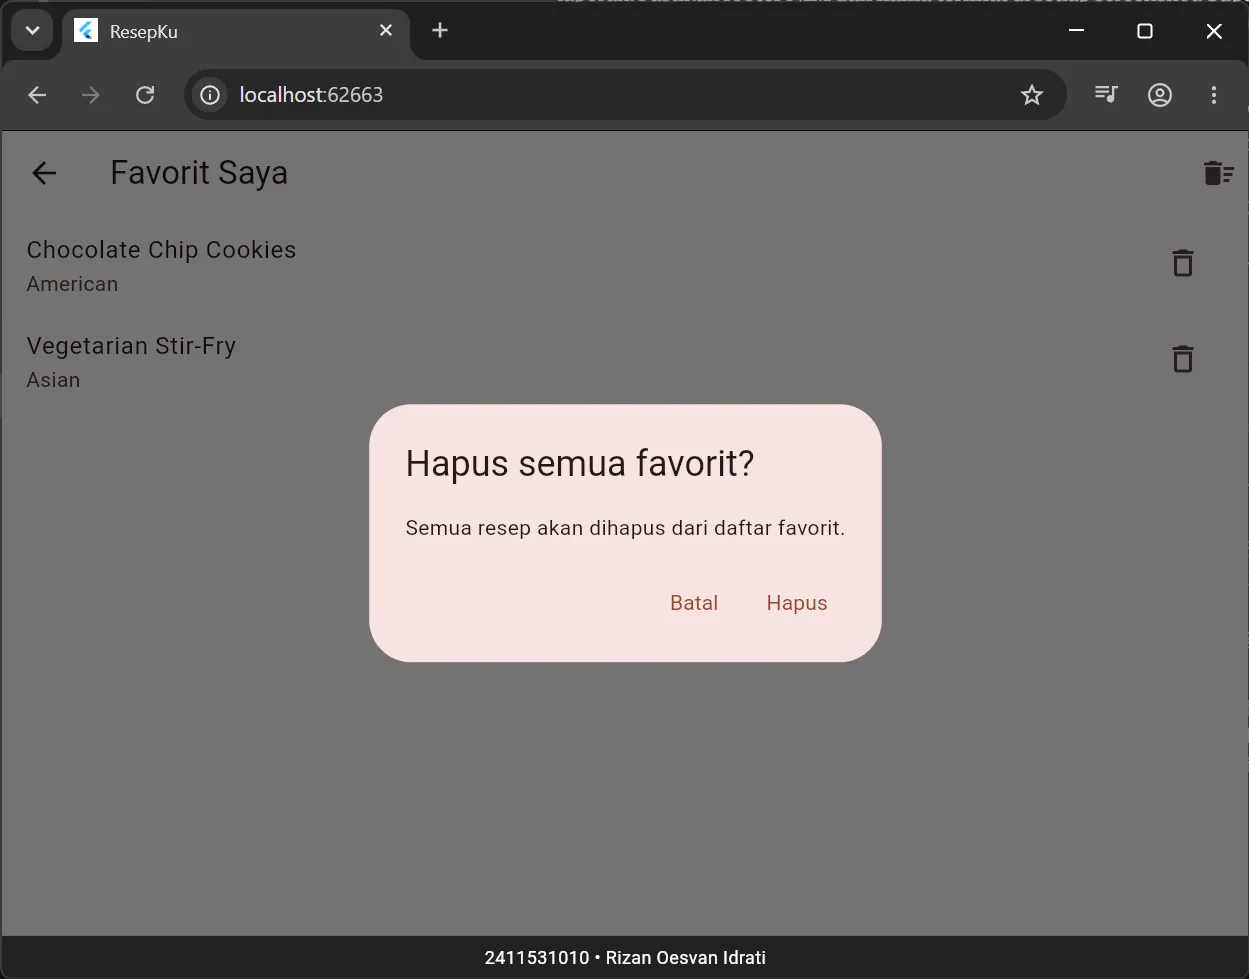 ResepKu
localhost:62663
Favorit Saya
Chocolate Chip Cookies
American
Vegetarian Stir-Fry
Asian
Hapus semua favorit?
Semua resep akan dihapus dari daftar favorit.
Batal Hapus
2411531010 • Rizan Oesvan Idrati